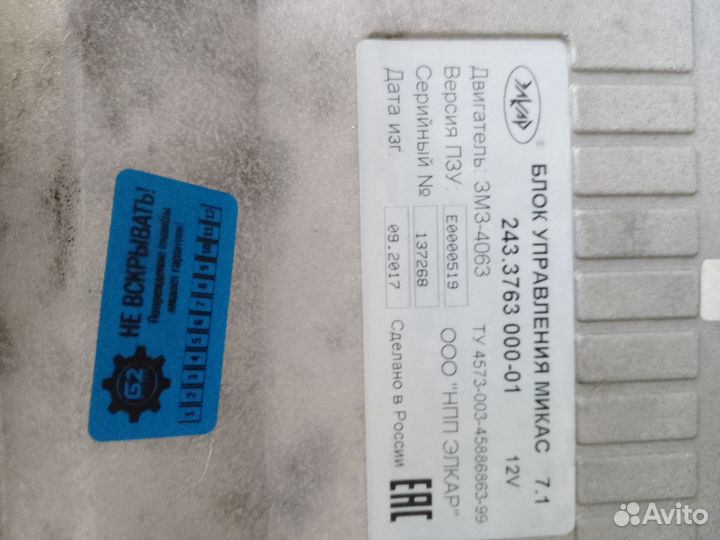 ЭЛКАР
®
БЛОК УПРАВЛЕНИЯ МИКАС 7.1
243.3763 000-01 12V
Двигатель: ЗМЗ-4063 ТУ 4573-003-45886863-99
Версия ПЗУ: E0000519 ООО "НПП ЭЛКАР"
Серийный № 137268
Дата изг. 09.2017 Сделано в России
EAC
НЕ ВСКРЫВАТЬ!
Повреждение пломбы
лишает гарантии!
1 2 3 4 5 6 7 8 9 10 11 12
Avito